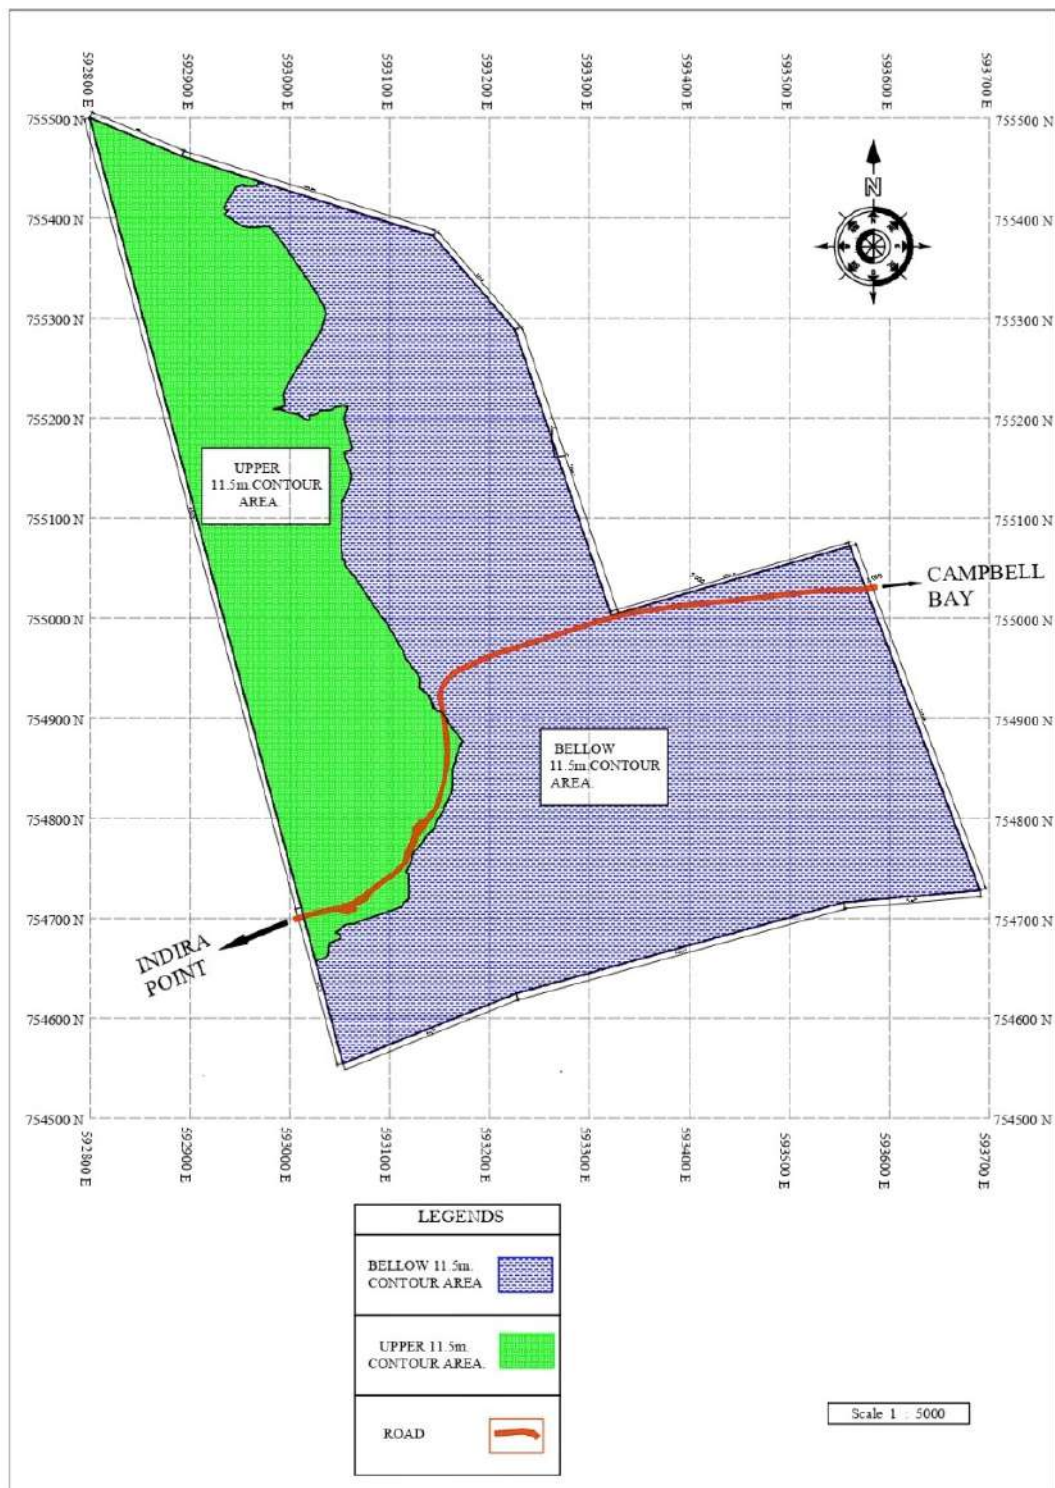 592800 E
592900 E
593000 E
593100 E
593200 E
593300 E
593400 E
593500 E
593600 E
593700 E
755500 N
755500 N
N
755400 N
755400 N
755300 N
755300 N
755200 N
755200 N
UPPER
11.5m.CONTOUR
AREA
755100 N
755100 N
CAMPBELL
BAY
755000 N
755000 N
754900 N
754900 N
BELLOW
11.5m.CONTOUR
AREA.
754800 N
754800 N
754700 N
754700 N
INDIRA
POINT
754600 N
754600 N
754500 N
754500 N
592800 E
592900 E
593000 E
593100 E
593200 E
593300 E
593400 E
593500 E
593600 E
593700 E
LEGENDS
BELLOW 11.5m.
CONTOUR AREA
UPPER 11.5m.
CONTOUR AREA.
ROAD
Scale 1 : 5000